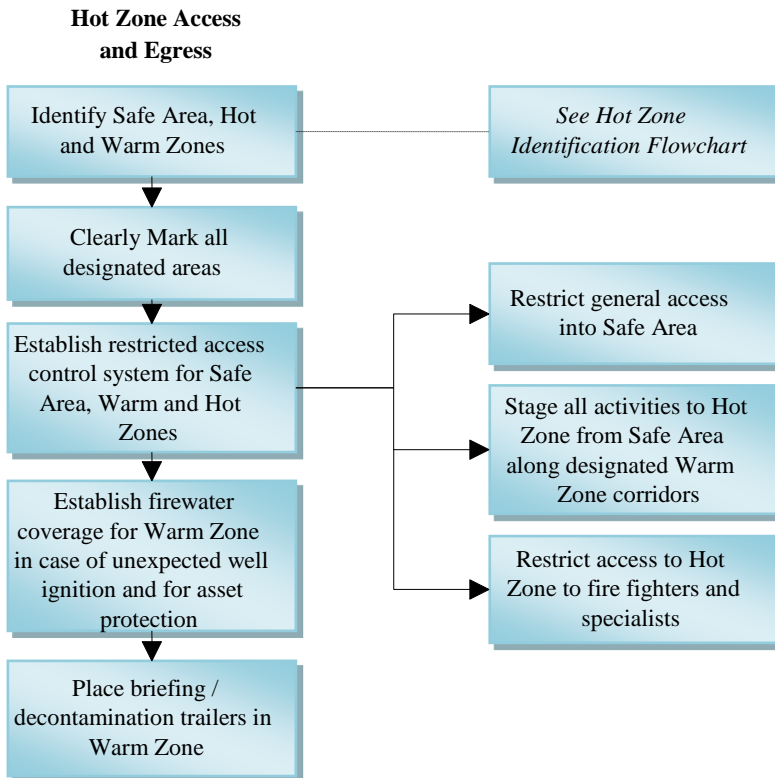 Hot Zone Access
and Egress
Identify Safe Area, Hot
and Warm Zones
See Hot Zone
Identification Flowchart
Clearly Mark all
designated areas
Establish restricted access
control system for Safe
Area, Warm and Hot
Zones
Restrict general access
into Safe Area
Stage all activities to Hot
Zone from Safe Area
along designated Warm
Zone corridors
Restrict access to Hot
Zone to fire fighters and
specialists
Establish firewater
coverage for Warm Zone
in case of unexpected well
ignition and for asset
protection
Place briefing /
decontamination trailers in
Warm Zone